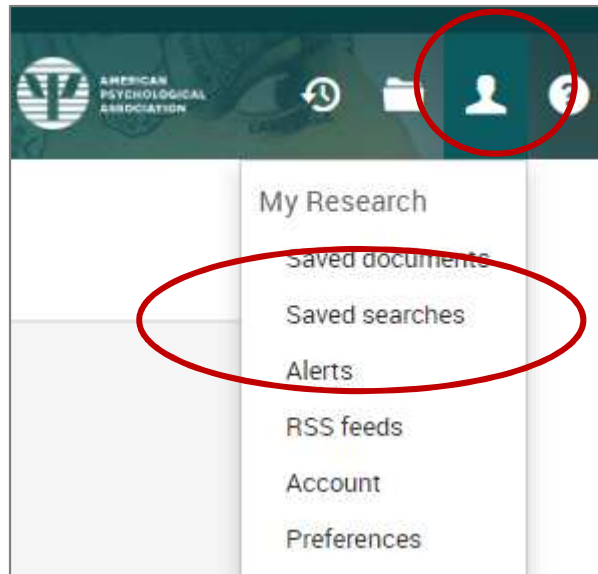 AMERICAN
PSYCHOLOGICAL
ASSOCIATION
?
My Research
Saved documents
Saved searches
Alerts
RSS feeds
Account
Preferences